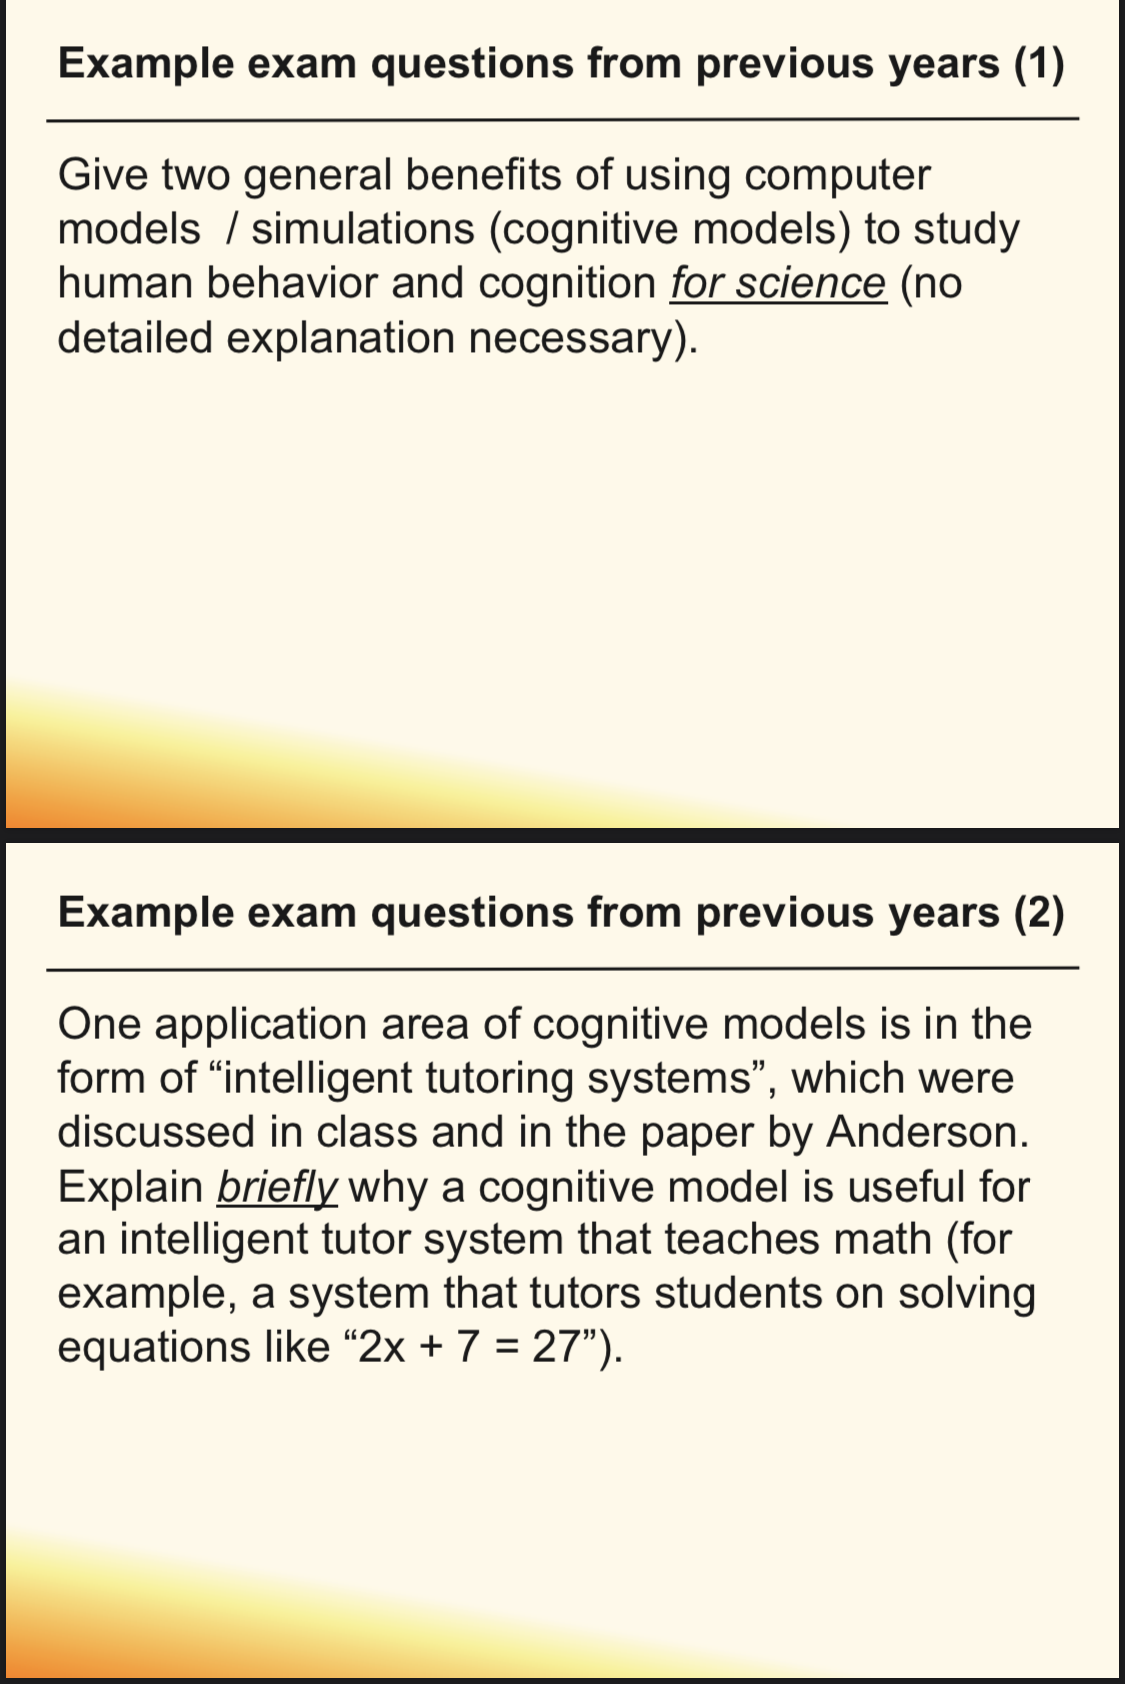 Example exam questions from previous years (1)
Give two general benefits of using computer
models / simulations (cognitive models) to study
human behavior and cognition for science (no
detailed explanation necessary).
Example exam questions from previous years (2)
One application area of cognitive models is in the
form of “intelligent tutoring systems”, which were
discussed in class and in the paper by Anderson.
Explain briefly why a cognitive model is useful for
an intelligent tutor system that teaches math (for
example, a system that tutors students on solving
equations like “2x + 7 = 27”).